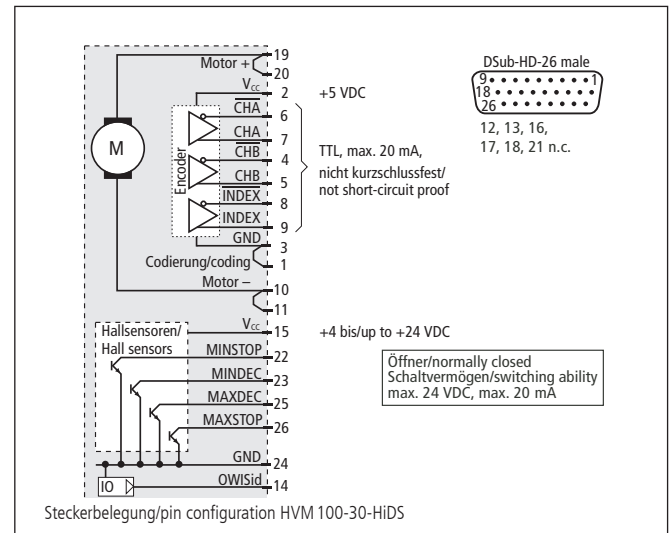 Motor + 19
20
Vcc 2 +5 VDC
CHA 6
CHA 7
CHB 4
CHB 5
INDEX 8
INDEX 9
GND 3
Codierung/coding 1
Motor – 10
11
M
Encoder
TTL, max. 20 mA,
nicht kurzschlussfest/
not short-circuit proof
DSub-HD-26 male
9 1
18
26
12, 13, 16,
17, 18, 21 n.c.
Hallsensoren/
Hall sensors
Vcc 15 +4 bis/up to +24 VDC
MINSTOP 22
MINDEC 23
MAXDEC 25
MAXSTOP 26
GND 24
IO OWISid 14
Öffner/normally closed
Schaltvermögen/switching ability
max. 24 VDC, max. 20 mA
Steckerbelegung/pin configuration HVM 100-30-HiDS